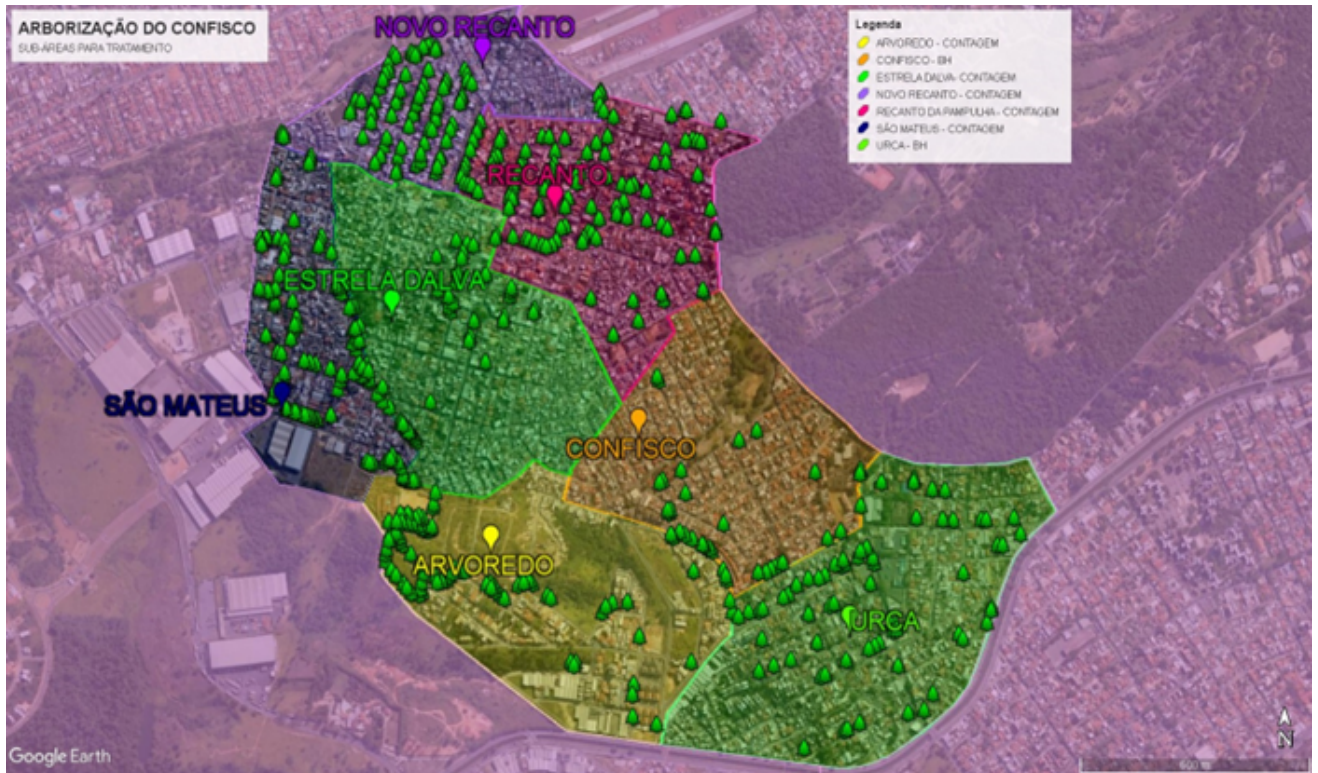 ARBORIZAÇÃO DO CONFISCO
SUB-ÁREAS PARA TRATAMENTO
NOVO RECANTO
Legenda
ARVOREDO - CONTAGEM
CONFISCO - BH
ESTRELA DALVA- CONTAGEM
NOVO RECANTO - CONTAGEM
RECANTO DA PAMPULHA - CONTAGEM
SÃO MATEUS - CONTAGEM
URCA - BH
RECANTO
ESTRELA DALVA
SÃO MATEUS
CONFISCO
ARVOREDO
URCA
Google Earth
N
600 m